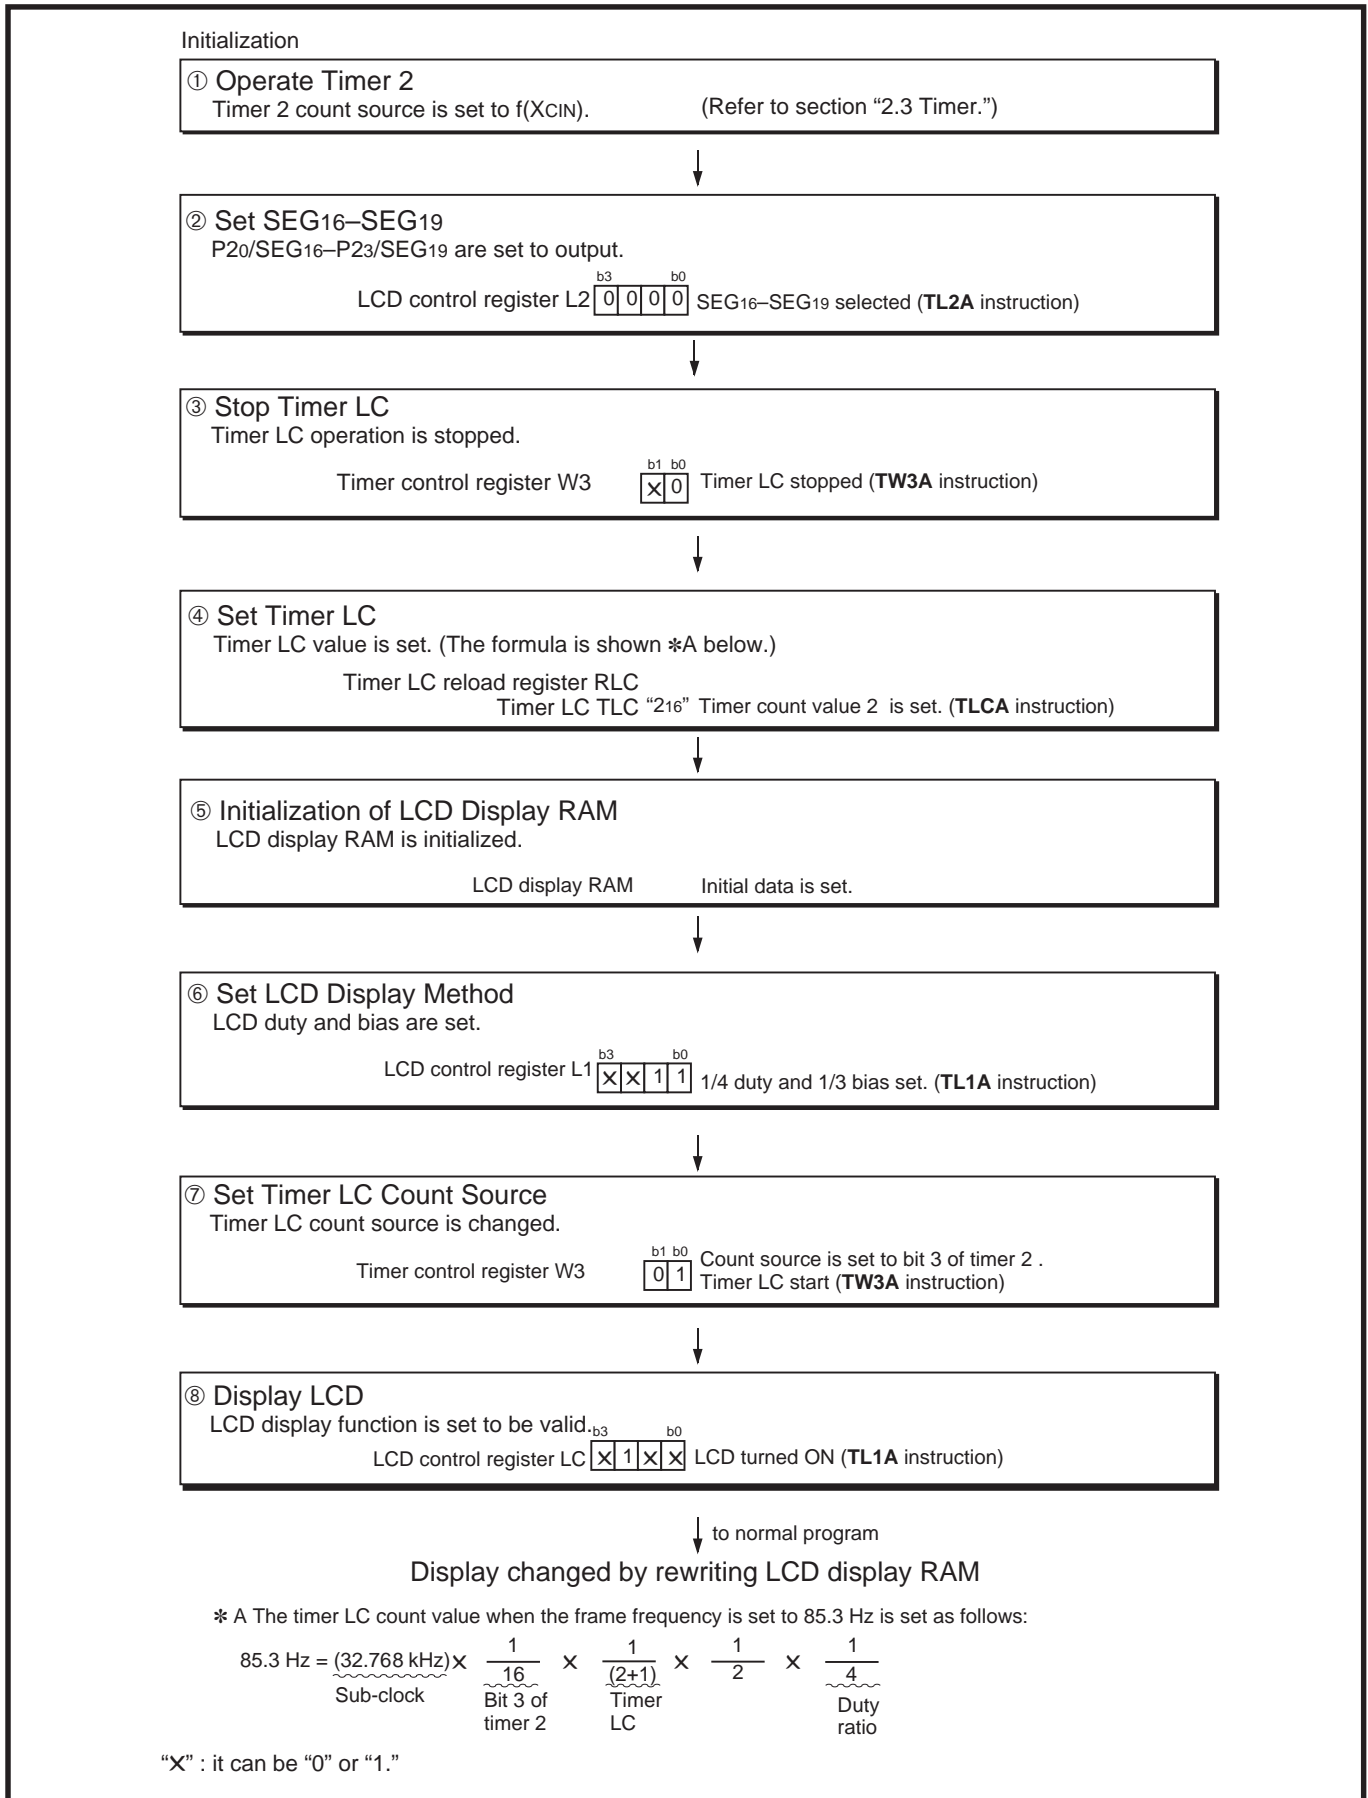 Initialization
① Operate Timer 2
Timer 2 count source is set to f(XCIN). (Refer to section “2.3 Timer.”)
② Set SEG16–SEG19
P20/SEG16–P23/SEG19 are set to output.
b3 b0
LCD control register L2 0 0 0 0 SEG16–SEG19 selected (TL2A instruction)
③ Stop Timer LC
Timer LC operation is stopped.
b1 b0
Timer control register W3 × 0 Timer LC stopped (TW3A instruction)
④ Set Timer LC
Timer LC value is set. (The formula is shown ✽A below.)
Timer LC reload register RLC
Timer LC TLC “216” Timer count value 2 is set. (TLCA instruction)
⑤ Initialization of LCD Display RAM
LCD display RAM is initialized.
LCD display RAM Initial data is set.
⑥ Set LCD Display Method
LCD duty and bias are set.
b3 b0
LCD control register L1 × × 1 1 1/4 duty and 1/3 bias set. (TL1A instruction)
⑦ Set Timer LC Count Source
Timer LC count source is changed.
b1 b0 Count source is set to bit 3 of timer 2 .
Timer control register W3 0 1 Timer LC start (TW3A instruction)
⑧ Display LCD
LCD display function is set to be valid. b3 b0
LCD control register LC × 1 × × LCD turned ON (TL1A instruction)
to normal program
Display changed by rewriting LCD display RAM
✽ A The timer LC count value when the frame frequency is set to 85.3 Hz is set as follows:
1 1 1 1
85.3 Hz = (32.768 kHz) × × × ×
16 (2+1) 2 4
Sub-clock Bit 3 of Timer Duty
timer 2 LC ratio
“×” : it can be “0” or “1.”